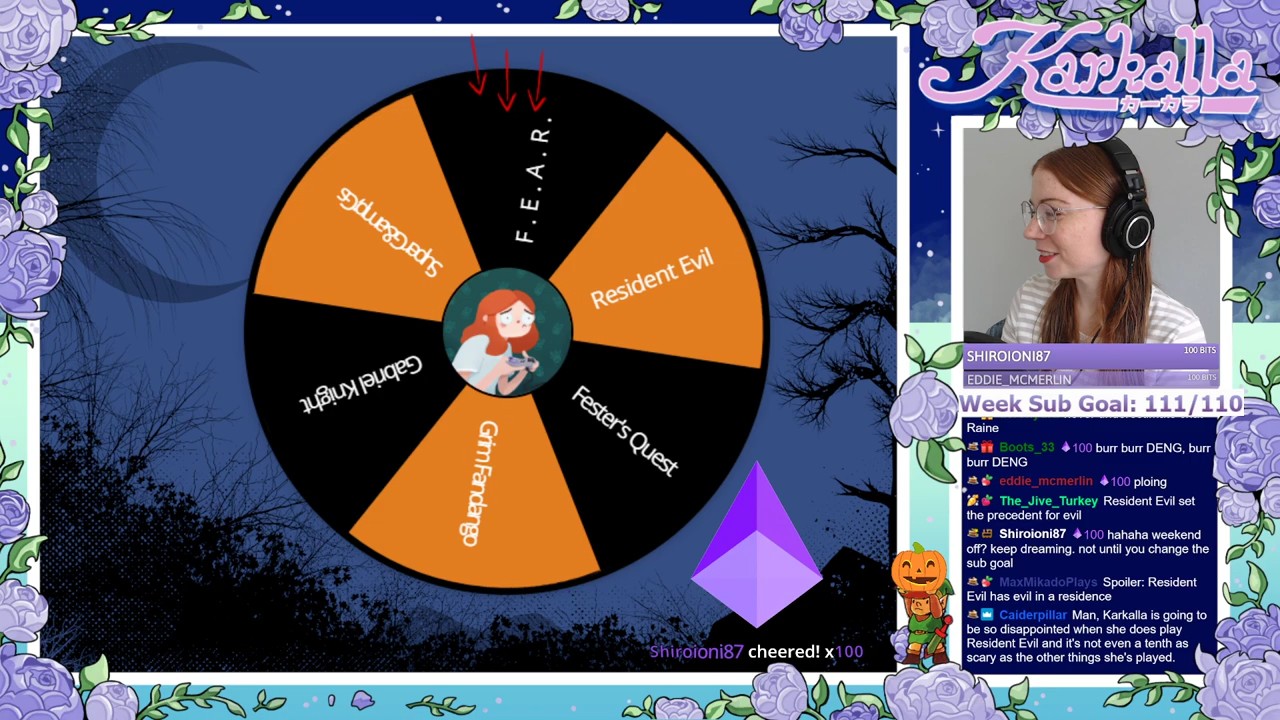 Karkalla
カーカラ
F.E.A.R.
Resident Evil
Fester's Quest
Grim Fandango
Gabriel Knight
SHIROIONI87 100 BITS
EDDIE_MCMERLIN 100 BITS
Week Sub Goal: 111/110
Raine
Boots_33 100 burr burr DENG, burr
burr DENG
eddie_mcmerlin 100 ploing
The_Jive_Turkey Resident Evil set
the precedent for evil
Shiroioni87 100 hahaha weekend
off? keep dreaming. not until you change the
sub goal
MaxMikadoPlays Spoiler: Resident
Evil has evil in a residence
Caiderpillar Man, Karkalla is going to
be so disappointed when she does play
Resident Evil and it's not even a tenth as
scary as the other things she's played.
Shiroioni87 cheered! x100